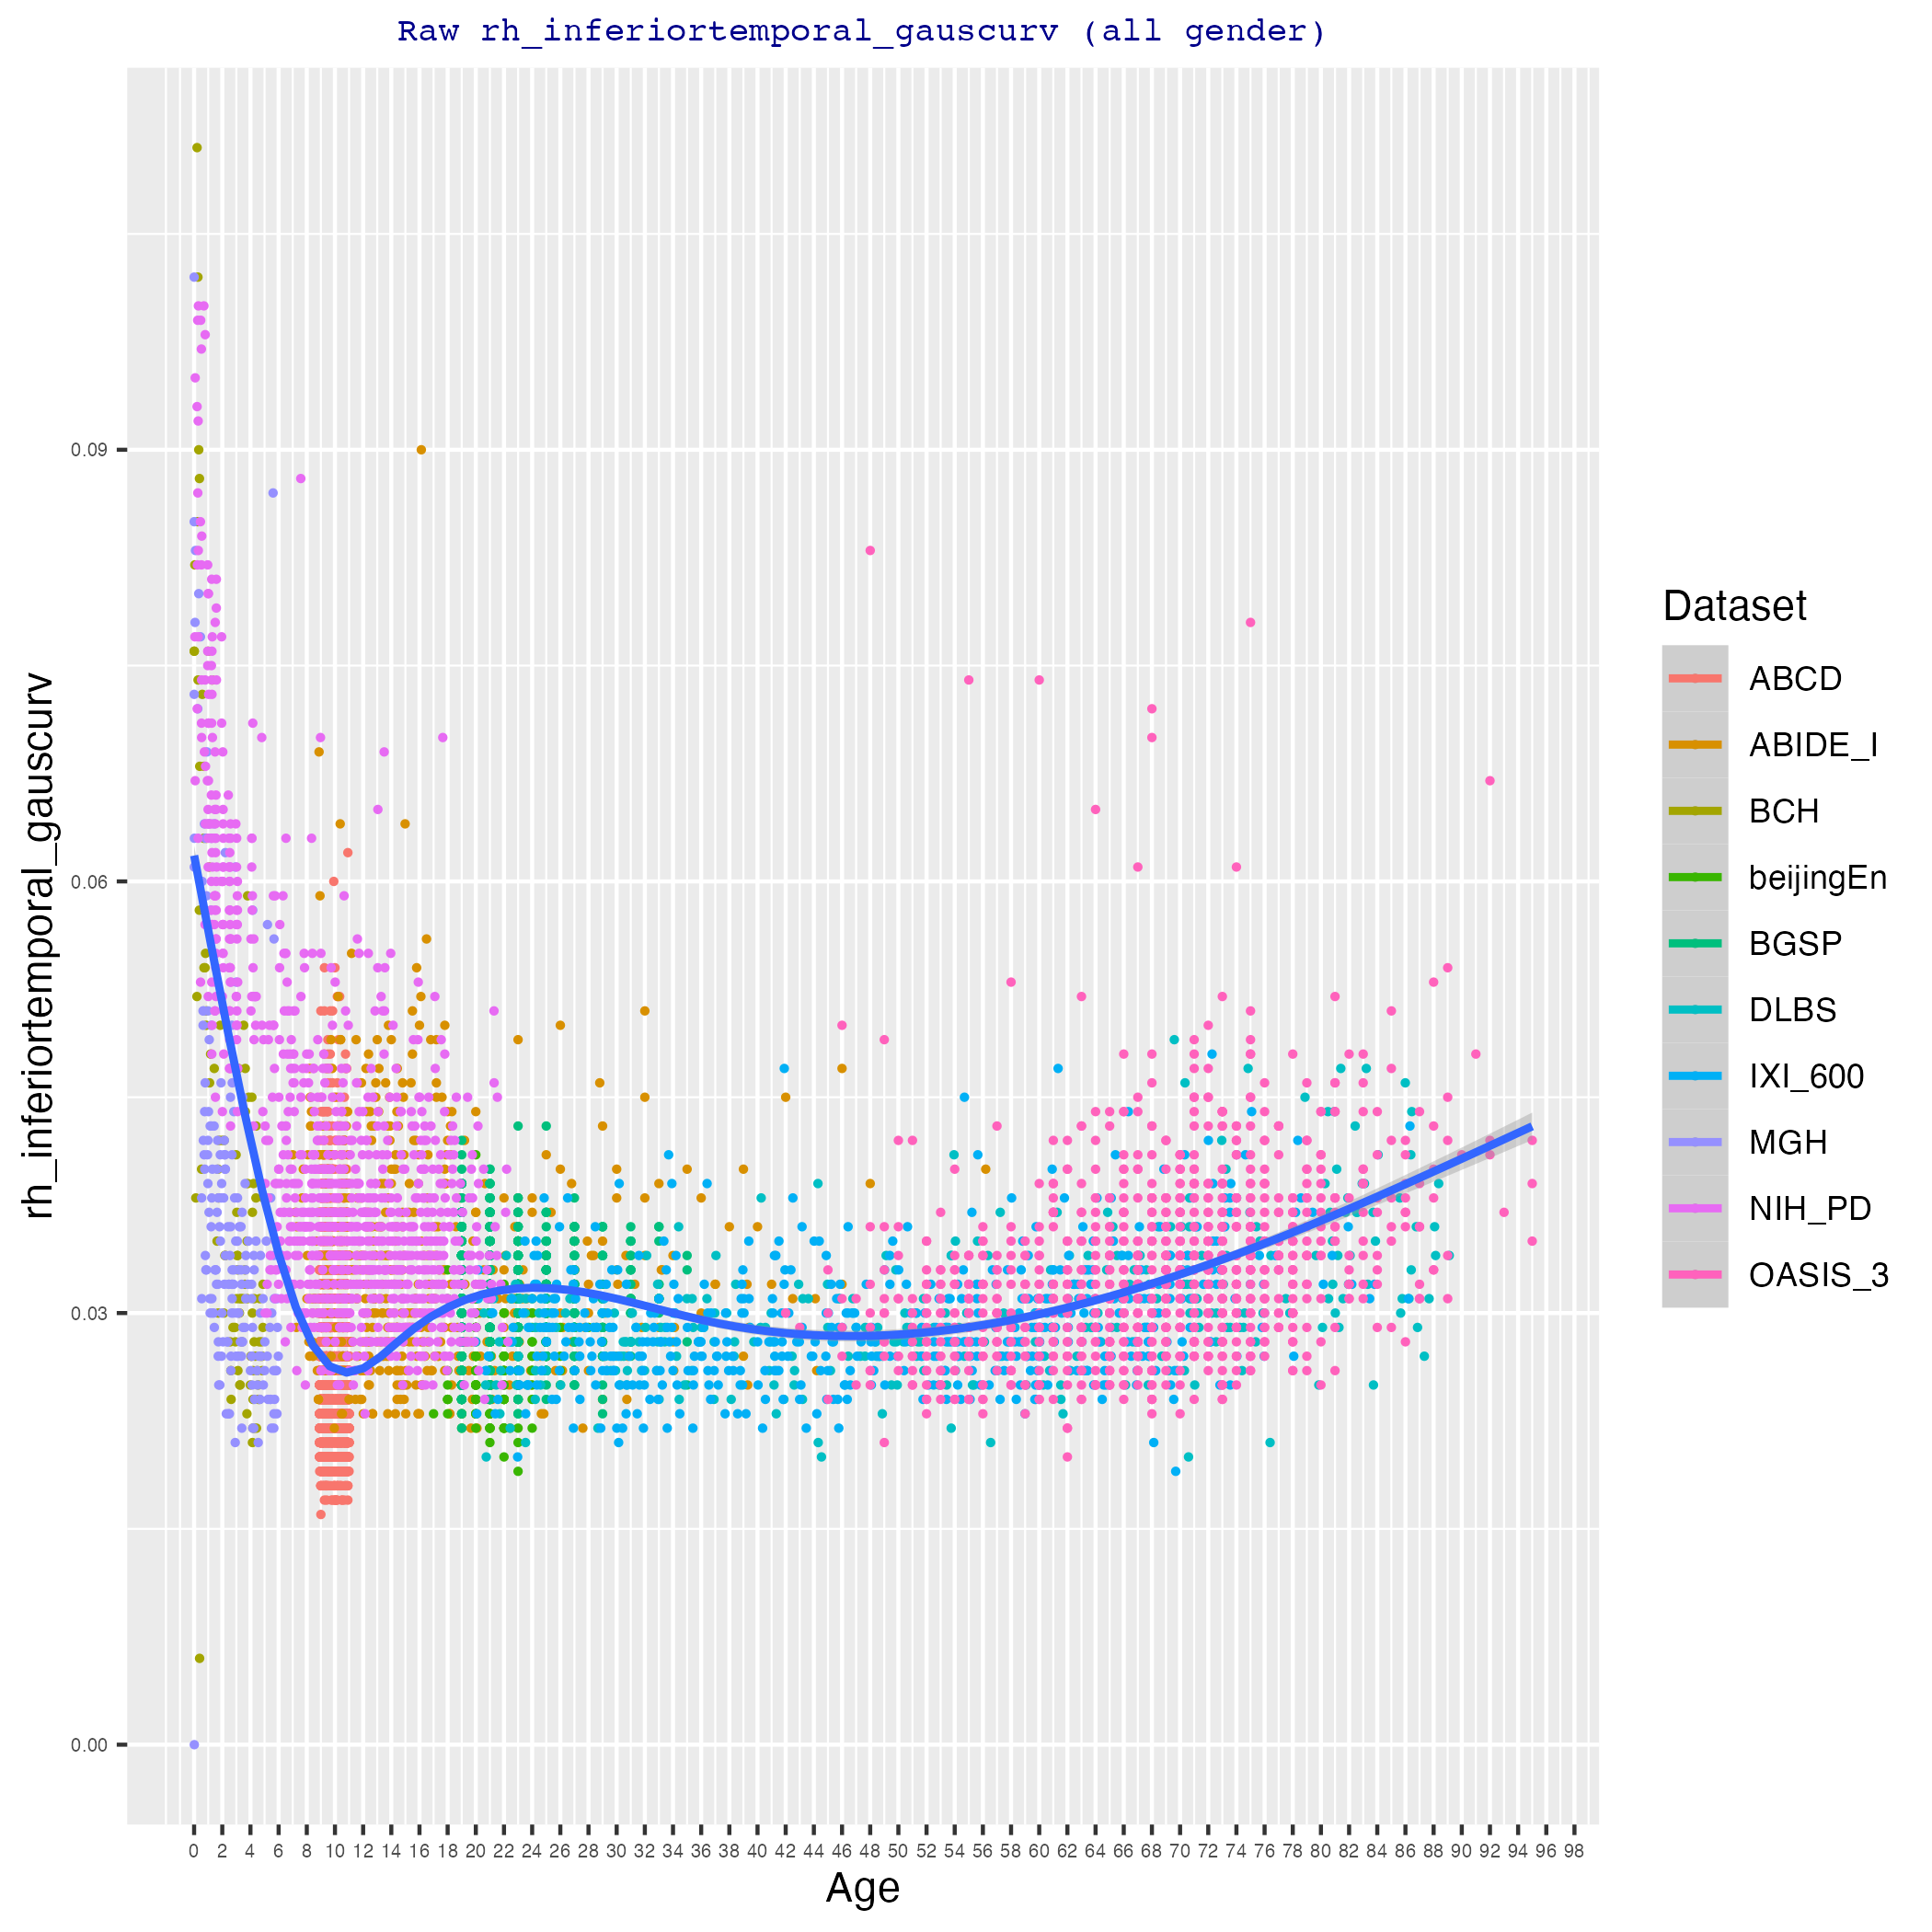 Raw rh_inferiortemporal_gauscurv (all gender)
rh_inferiortemporal_gauscurv
0.09
0.06
0.03
0.00
0 2 4 6 8 10 12 14 16 18 20 22 24 26 28 30 32 34 36 38 40 42 44 46 48 50 52 54 56 58 60 62 64 66 68 70 72 74 76 78 80 82 84 86 88 90 92 94 96 98
Age
Dataset
ABCD
ABIDE_I
BCH
beijingEn
BGSP
DLBS
IXI_600
MGH
NIH_PD
OASIS_3